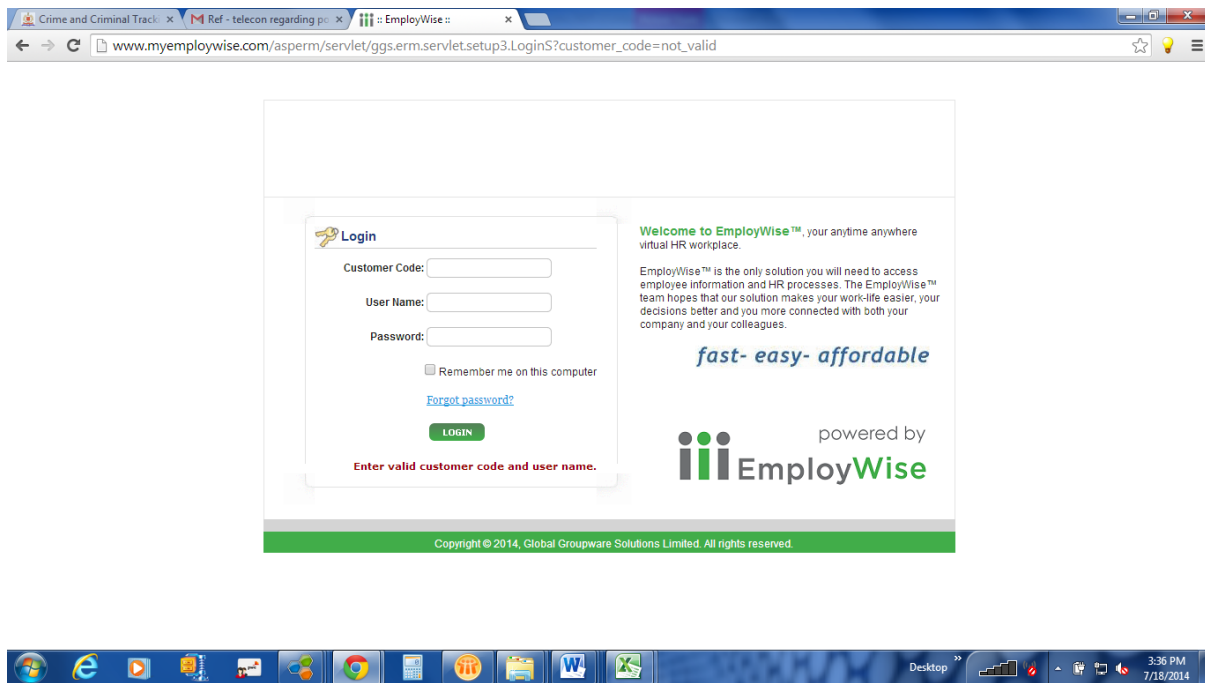 Crime and Criminal Tracki
Ref - telecon regarding po
:: EmployWise ::
www.myemploywise.com/asperm/servlet/ggs.erm.servlet.setup3.LoginS?customer_code=not_valid
Login
Customer Code:
User Name:
Password:
Remember me on this computer
Forgot password?
LOGIN
Enter valid customer code and user name.
Welcome to EmployWise™, your anytime anywhere
virtual HR workplace.
EmployWise™ is the only solution you will need to access
employee information and HR processes. The EmployWise™
team hopes that our solution makes your work-life easier, your
decisions better and you more connected with both your
company and your colleagues.
fast- easy- affordable
powered by
EmployWise
Copyright © 2014, Global Groupware Solutions Limited. All rights reserved.
Desktop
3:36 PM
7/18/2014